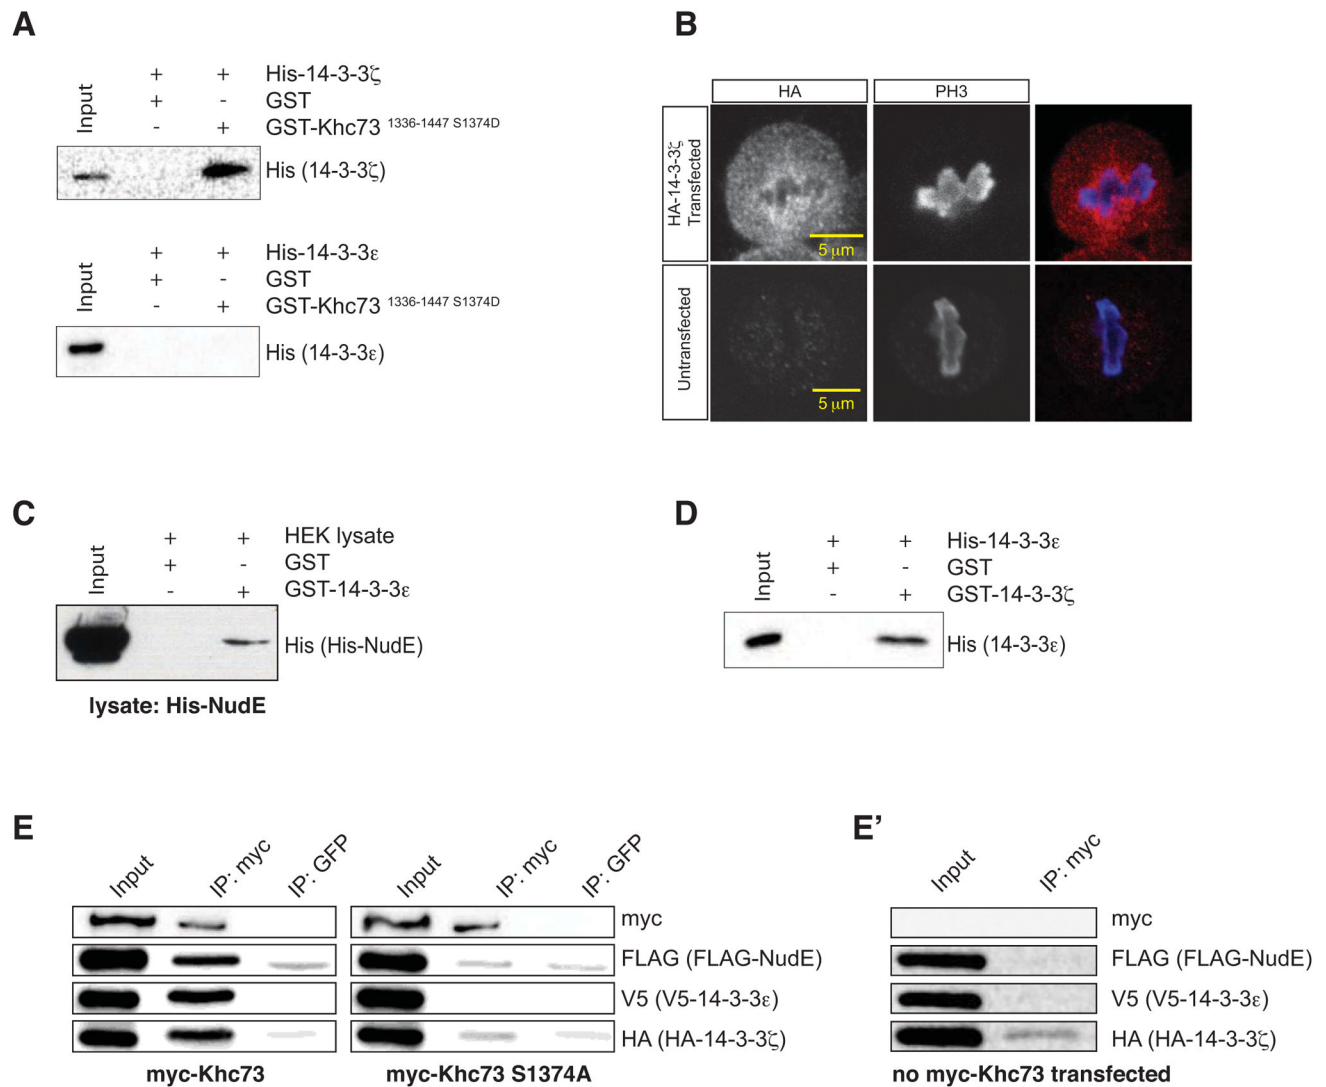 A
Input
+ + His-14-3-3ζ
+ - GST
- + GST-Khc73 1336-1447 S1374D
His (14-3-3ζ)
Input
+ + His-14-3-3ε
+ - GST
- + GST-Khc73 1336-1447 S1374D
His (14-3-3ε)
B
HA PH3
HA-14-3-3ζ
Transfected
5 μm
Untransfected
5 μm
C
Input
+ + HEK lysate
+ - GST
- + GST-14-3-3ε
His (His-NudE)
lysate: His-NudE
D
Input
+ + His-14-3-3ε
+ - GST
- + GST-14-3-3ζ
His (14-3-3ε)
E
Input IP: myc IP: GFP Input IP: myc IP: GFP
myc
FLAG (FLAG-NudE)
V5 (V5-14-3-3ε)
HA (HA-14-3-3ζ)
myc-Khc73 myc-Khc73 S1374A
E’
Input IP: myc
myc
FLAG (FLAG-NudE)
V5 (V5-14-3-3ε)
HA (HA-14-3-3ζ)
no myc-Khc73 transfected